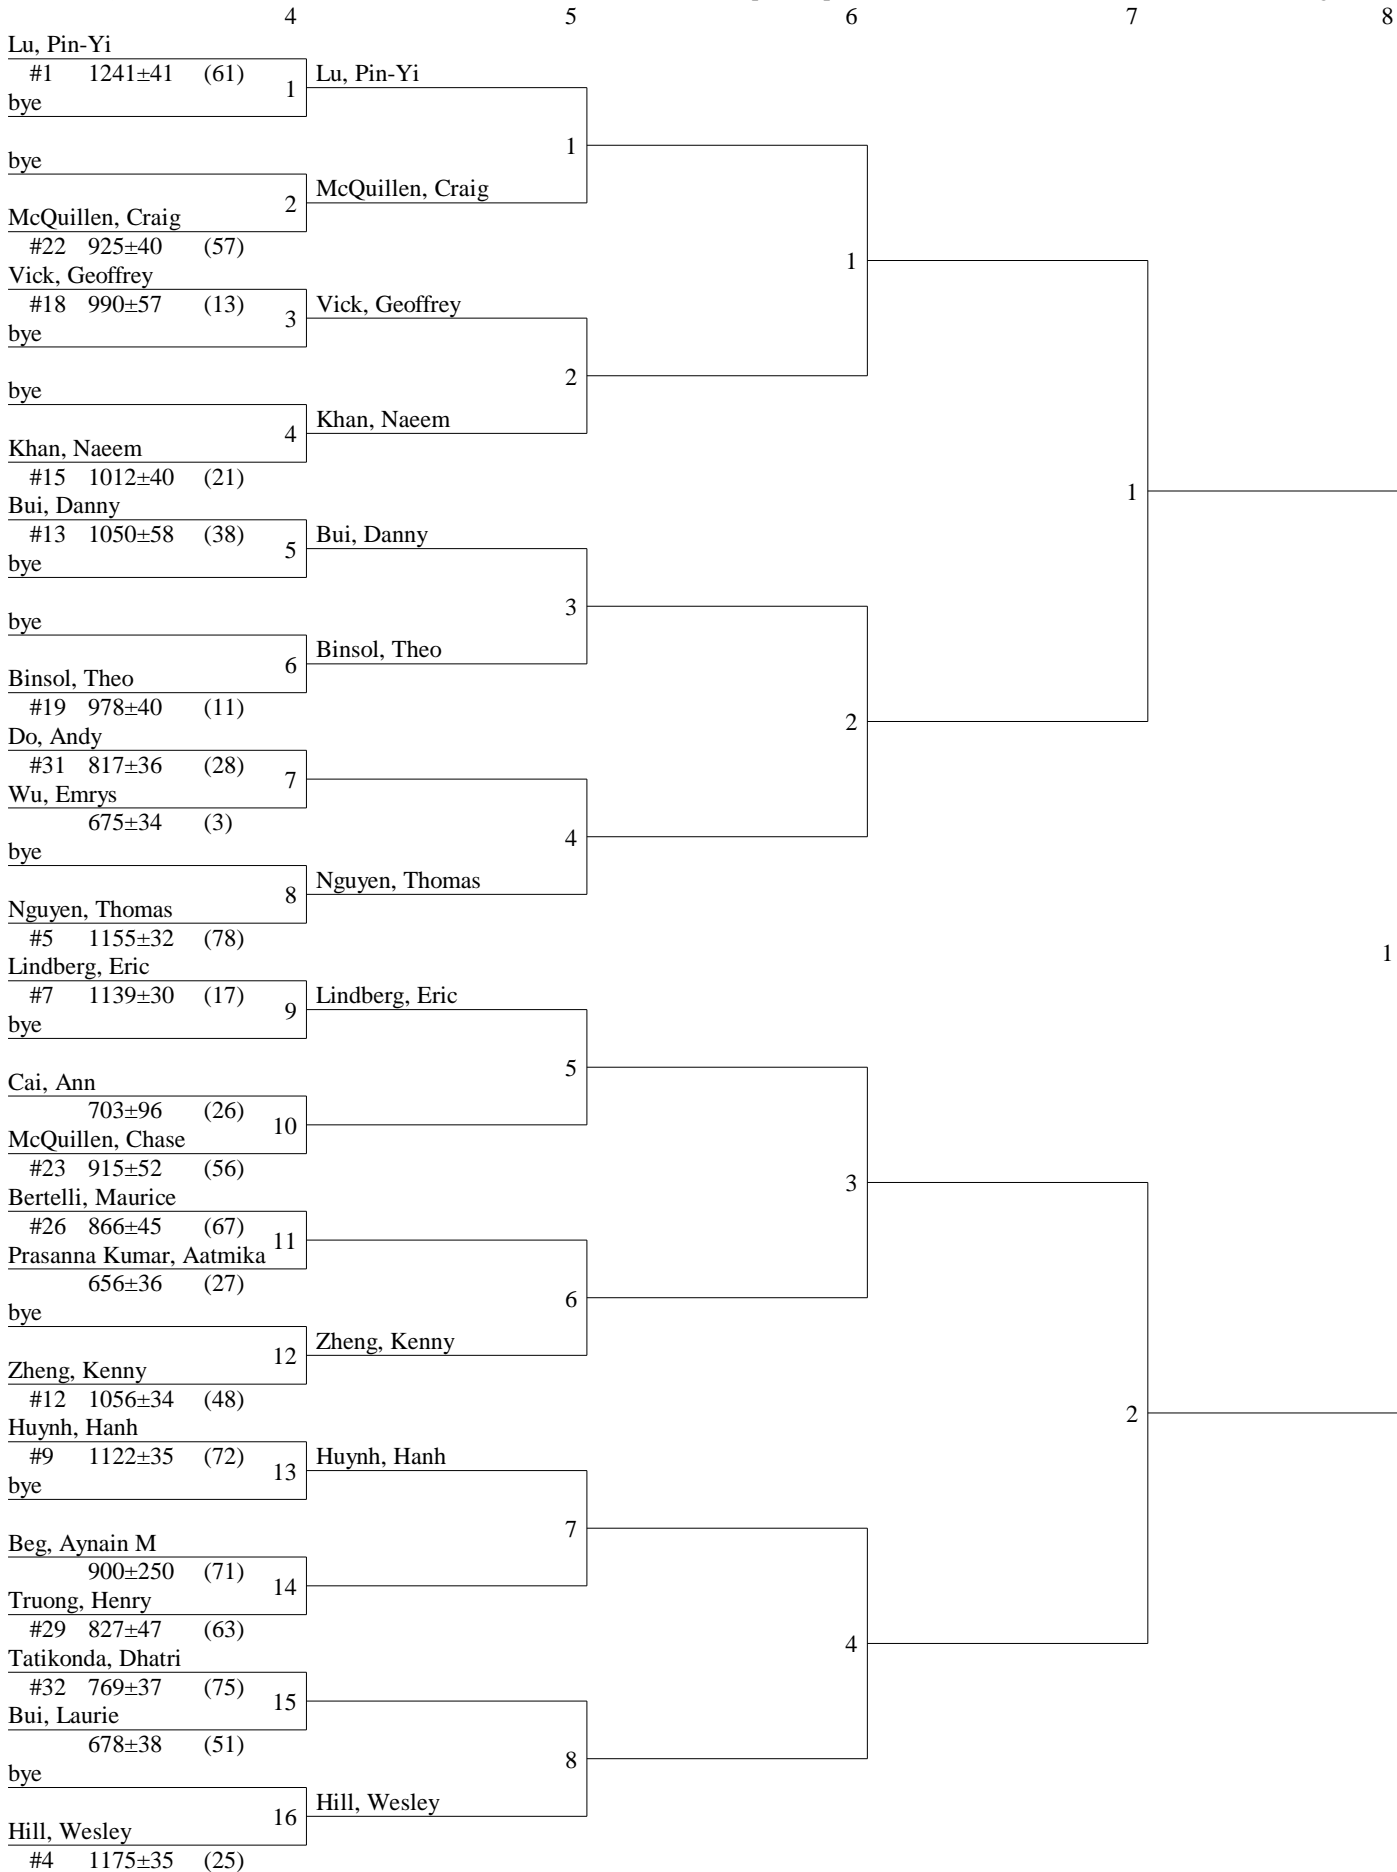 4 5 6 7 8
Lu, Pin-Yi
#1 1241±41 (61) 1 Lu, Pin-Yi
bye
1
bye
2 McQuillen, Craig
McQuillen, Craig
#22 925±40 (57)
1
Vick, Geoffrey
#18 990±57 (13) 3 Vick, Geoffrey
bye
2
bye
4 Khan, Naeem
Khan, Naeem
#15 1012±40 (21)
1
Bui, Danny
#13 1050±58 (38) 5 Bui, Danny
bye
3
bye
6 Binsol, Theo
Binsol, Theo
#19 978±40 (11)
2
Do, Andy
#31 817±36 (28) 7
Wu, Emrys
675±34 (3)
4
bye
8 Nguyen, Thomas
Nguyen, Thomas
#5 1155±32 (78)
1
Lindberg, Eric
#7 1139±30 (17) 9 Lindberg, Eric
bye
5
Cai, Ann
703±96 (26) 10
McQuillen, Chase
#23 915±52 (56)
3
Bertelli, Maurice
#26 866±45 (67) 11
Prasanna Kumar, Aatmika
656±36 (27)
6
bye
12 Zheng, Kenny
Zheng, Kenny
#12 1056±34 (48)
2
Huynh, Hanh
#9 1122±35 (72) 13 Huynh, Hanh
bye
7
Beg, Aynain M
900±250 (71) 14
Truong, Henry
#29 827±47 (63)
4
Tatikonda, Dhatri
#32 769±37 (75) 15
Bui, Laurie
678±38 (51)
8
bye
16 Hill, Wesley
Hill, Wesley
#4 1175±35 (25)